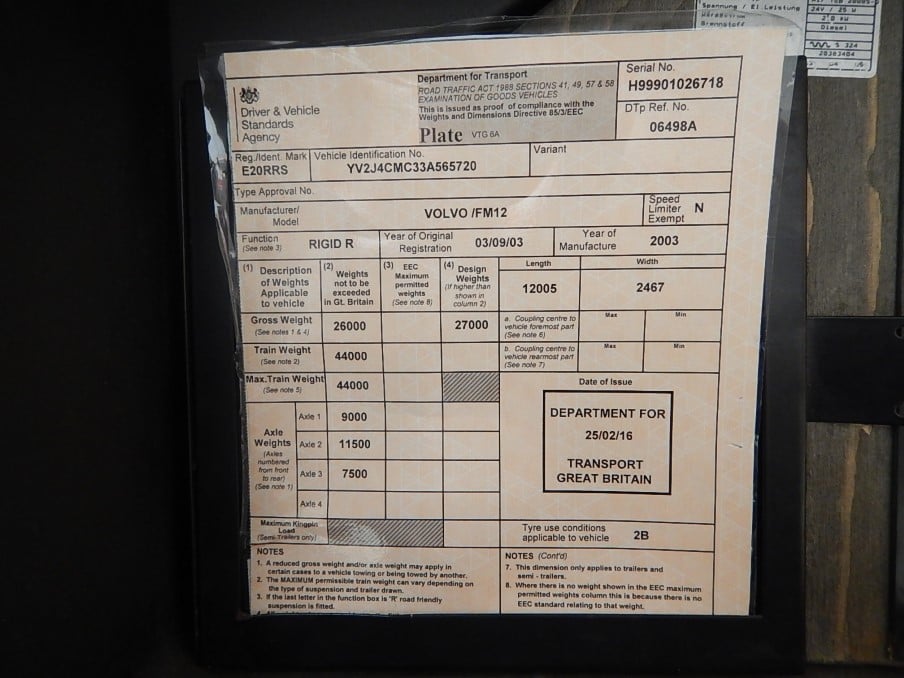 Spannung / El.Leistung
24V / 25 W
2'0 kW
Brennstoff
Diesel
S 324
20303404
Driver & Vehicle
Standards
Agency
Department for Transport
ROAD TRAFFIC ACT 1988 SECTIONS 41, 49, 57 & 58
EXAMINATION OF GOODS VEHICLES
This is issued as proof of compliance with the
Weights and Dimensions Directive 85/3/EEC
Plate VTG 6A
Serial No.
H99901026718
DTp Ref. No.
06498A
Reg./Ident. Mark
E20RRS
Vehicle Identification No.
YV2J4CMC33A565720
Variant
Type Approval No.
Manufacturer/
Model
VOLVO /FM12
Speed
Limiter
Exempt
N
Function
(See note 3)
RIGID R
Year of Original
Registration
03/09/03
Year of
Manufacture
2003
(1) Description
of Weights
Applicable
to vehicle
(2) Weights
not to be
exceeded
in Gt. Britain
(3) EEC
Maximum
permitted
weights
(See note 8)
(4) Design
Weights
(If higher than
shown in
column 2)
Length
12005
Width
2467
Gross Weight
(See notes 1 & 4)
26000
27000
a. Coupling centre to
vehicle foremost part
(See note 6)
Max
Min
Train Weight
(See note 2)
44000
b. Coupling centre to
vehicle rearmost part
(See note 7)
Max
Min
Max.Train Weight
(See note 5)
44000
Date of Issue
DEPARTMENT FOR
25/02/16
TRANSPORT
GREAT BRITAIN
Axle
Weights
(Axles
numbered
from front
to rear)
(See note 1)
Axle 1
9000
Axle 2
11500
Axle 3
7500
Axle 4
Maximum Kingpin
Load
(Semi-Trailers only)
Tyre use conditions
applicable to vehicle
2B
NOTES
1. A reduced gross weight and/or axle weight may apply in
certain cases to a vehicle towing or being towed by another.
2. The MAXIMUM permissible train weight can vary depending on
the type of suspension and trailer drawn.
3. If the last letter in the function box is 'R' road friendly
suspension is fitted.
NOTES (Cont'd)
7. This dimension only applies to trailers and
semi - trailers.
8. Where there is no weight shown in the EEC maximum
permitted weights column this is because there is no
EEC standard relating to that weight.